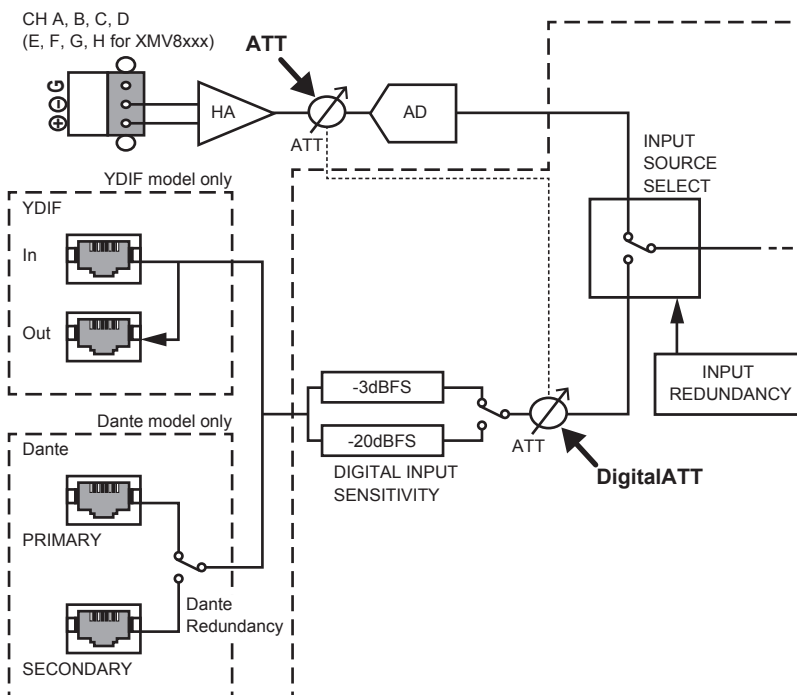 CH A, B, C, D
(E, F, G, H for XMV8xxx)
ATT
G
HA
AD
ATT
INPUT
SOURCE
SELECT
YDIF model only
YDIF
In
Out
INPUT
REDUNDANCY
-3dBFS
-20dBFS
ATT
DIGITAL INPUT
SENSITIVITY
DigitalATT
Dante model only
Dante
PRIMARY
Dante
Redundancy
SECONDARY